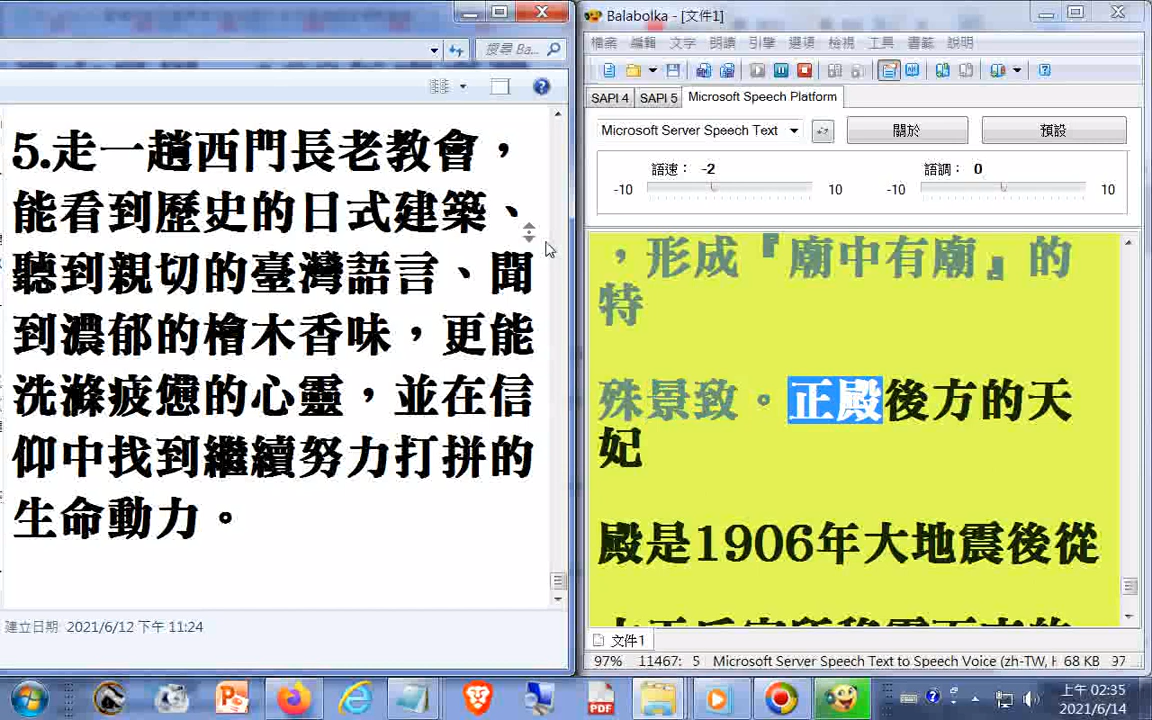 搜尋 Ba...
5.走一趟西門長老教會，
能看到歷史的日式建築、
聽到親切的臺灣語言、聞
到濃郁的檜木香味，更能
洗滌疲憊的心靈，並在信
仰中找到繼續努力打拼的
生命動力。
建立日期: 2021/6/12 下午 11:24
Balabolka - [文件1]
檔案 編輯 文字 朗讀 引擎 選項 檢視 工具 書籤 說明
SAPI 4 SAPI 5 Microsoft Speech Platform
Microsoft Server Speech Text 關於 預設
語速： -2 語調： 0
-10 10 -10 10
，形成『廟中有廟』的
特
殊景致。正殿後方的天
妃
殿是1906年大地震後從
文件1
97% 11467: 5 Microsoft Server Speech Text to Speech Voice (zh-TW, H 68 KB 97
PDF
上午 02:35
2021/6/14